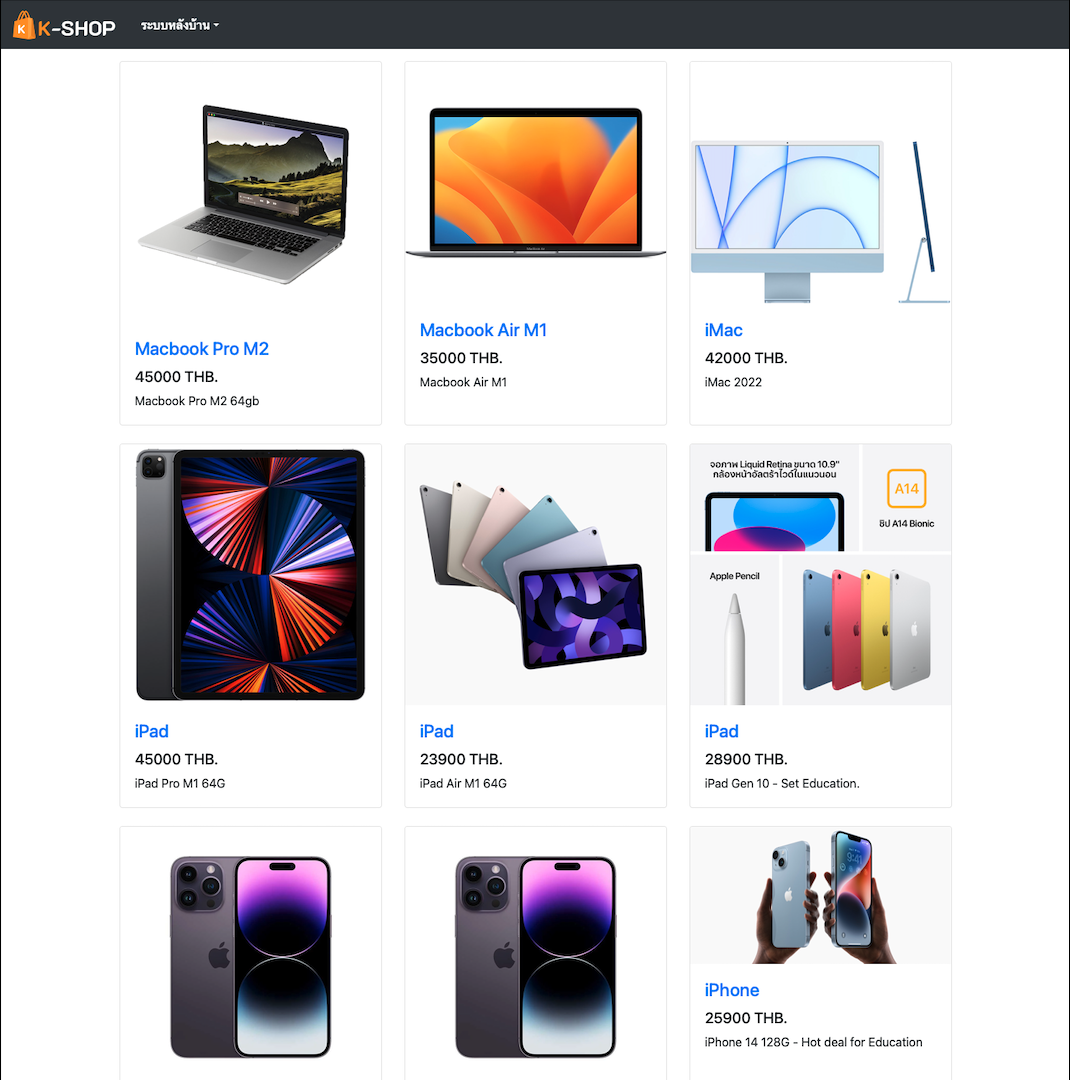 K-SHOP
ระบบหลังบ้าน
Macbook Pro M2
45000 THB.
Macbook Pro M2 64gb
Macbook Air M1
35000 THB.
Macbook Air M1
iMac
42000 THB.
iMac 2022
iPad
45000 THB.
iPad Pro M1 64G
iPad
23900 THB.
iPad Air M1 64G
จอภาพ Liquid Retina ขนาด 10.9"
กล้องหน้าอัลตร้าไวด์ในแนวนอน
A14
ชิป A14 Bionic
Apple Pencil
iPad
28900 THB.
iPad Gen 10 - Set Education.
9:41
iPhone
25900 THB.
iPhone 14 128G - Hot deal for Education